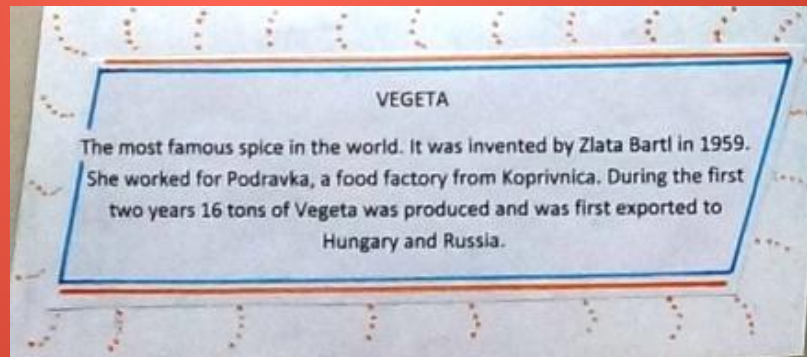 VEGETA
The most famous spice in the world. It was invented by Zlata Bartl in 1959.
She worked for Podravka, a food factory from Koprivnica. During the first
two years 16 tons of Vegeta was produced and was first exported to
Hungary and Russia.